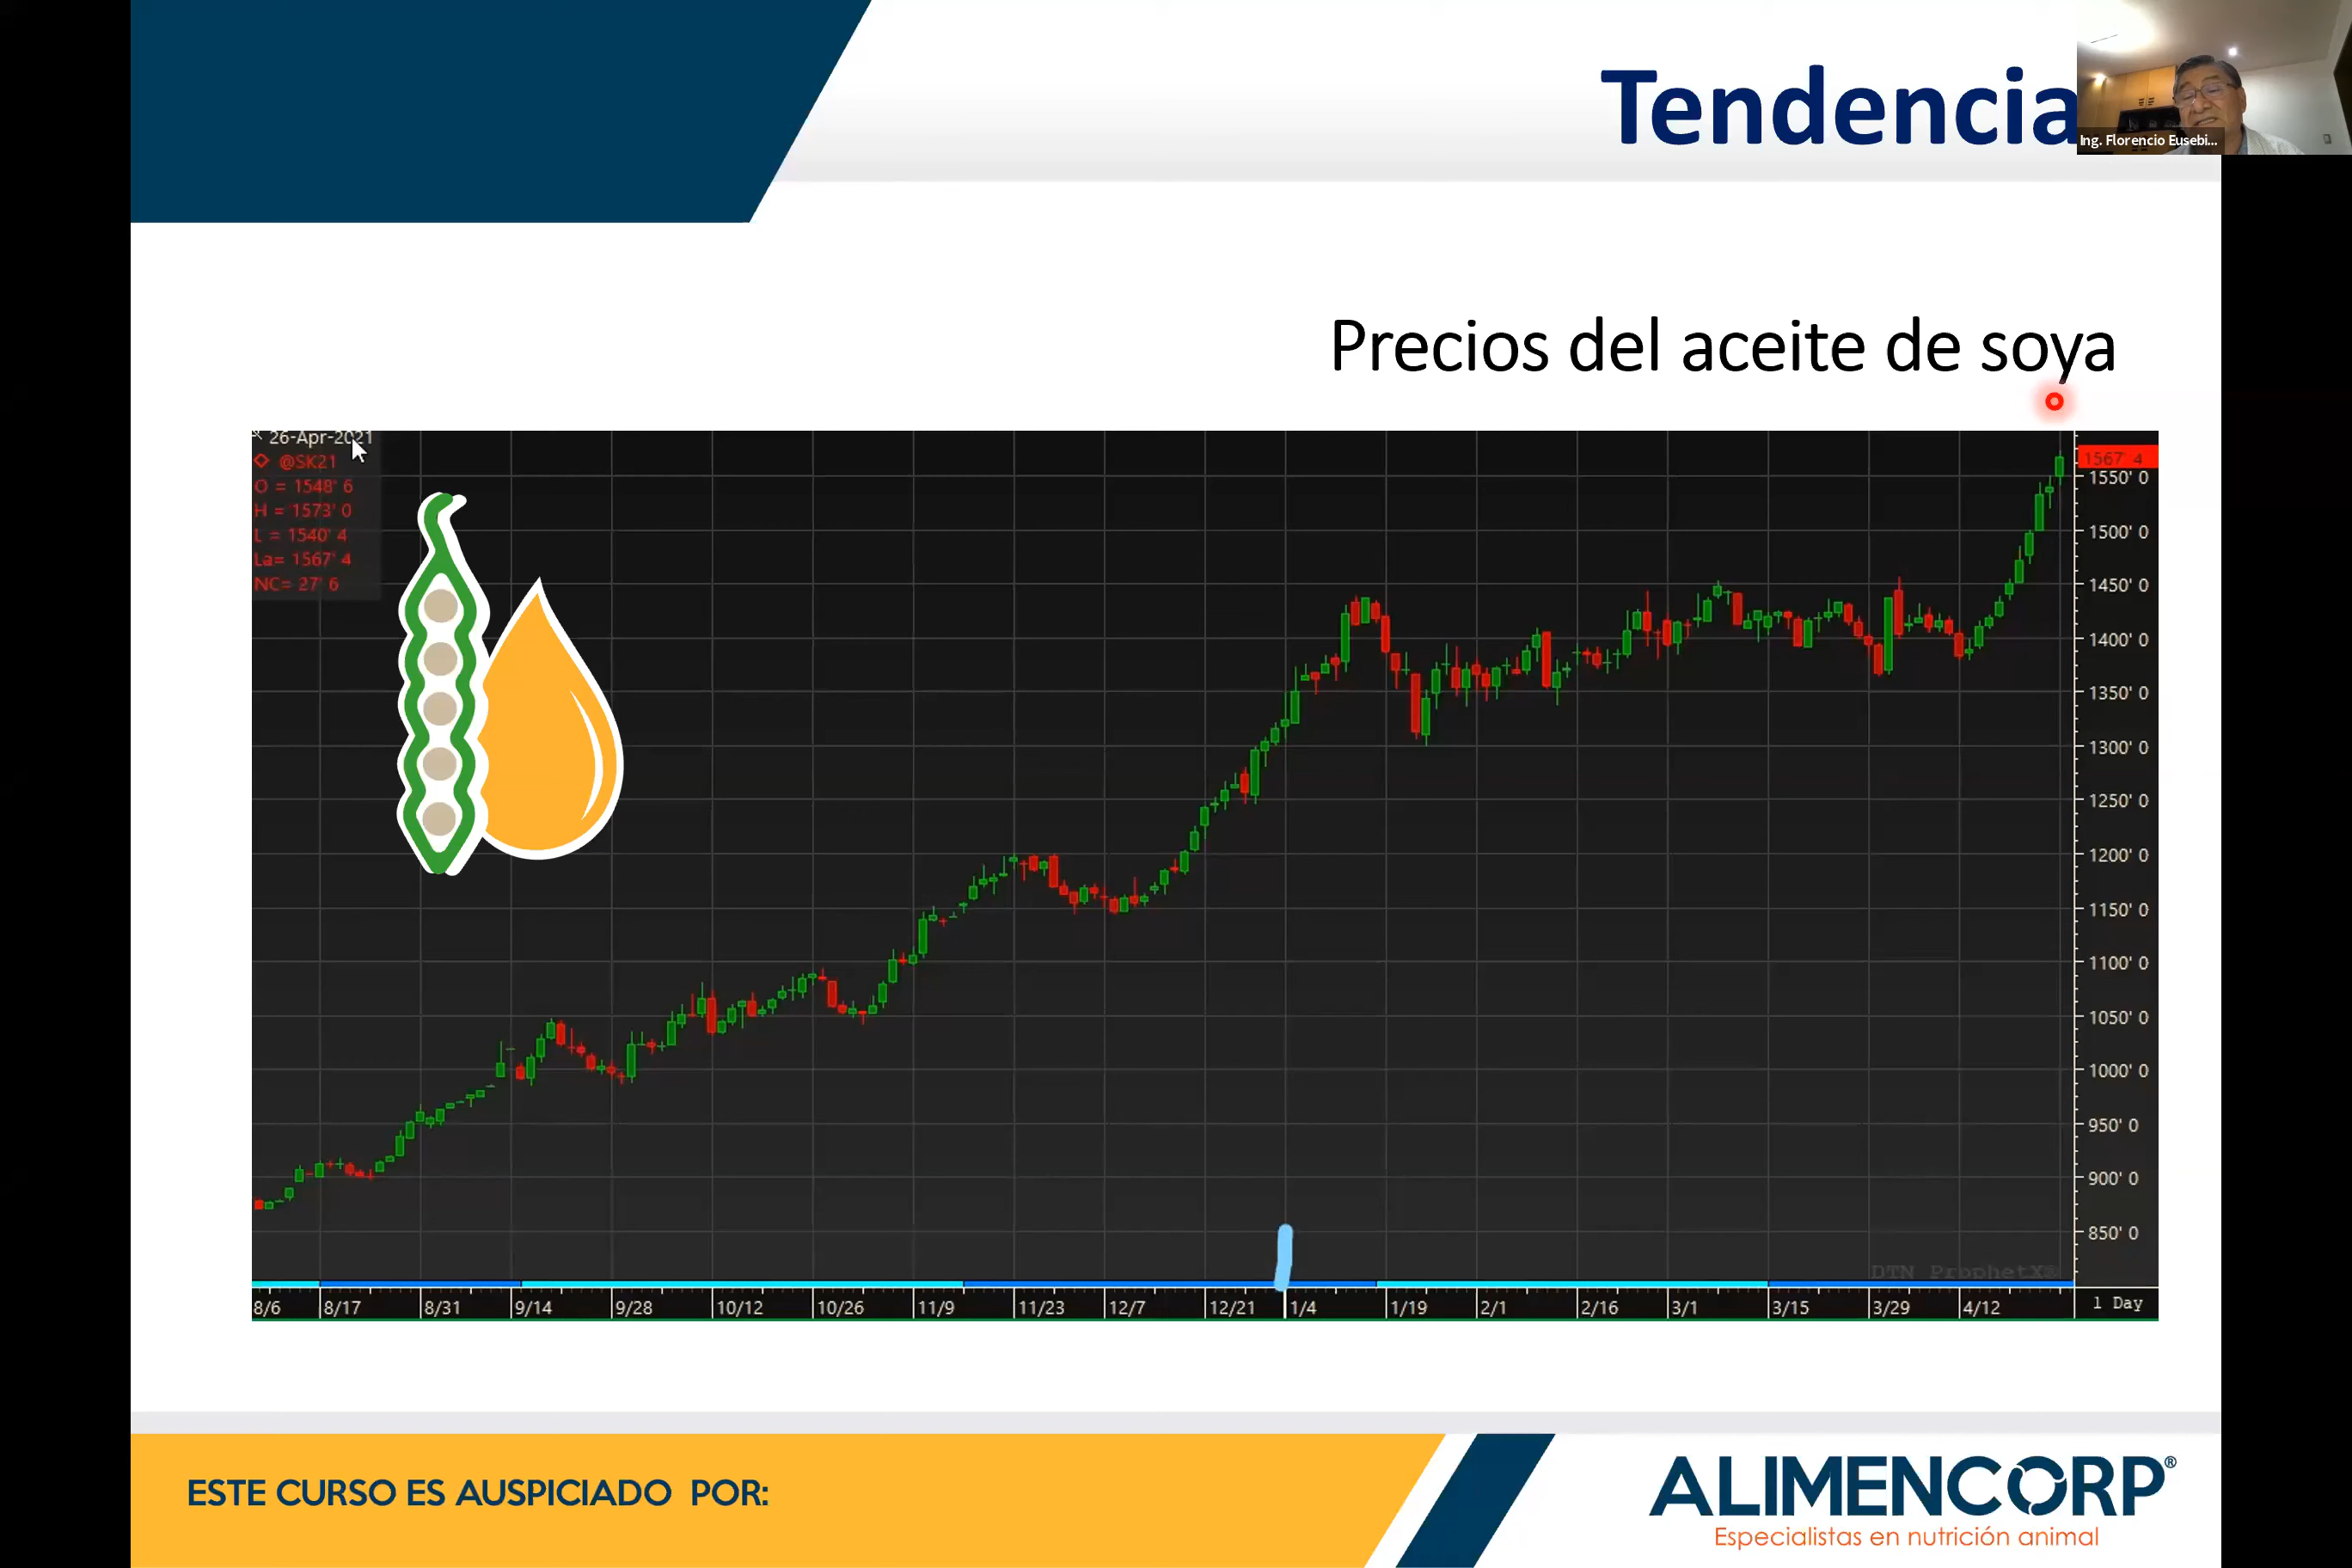 Tendencia
Ing. Florencio Eusebi...
Precios del aceite de soya
26-Apr-2021
@SK21
O = 1548' 6
H = 1573' 0
L = 1540' 4
La= 1567' 4
NC= 27' 6
1567' 4
1550' 0
1500' 0
1450' 0
1400' 0
1350' 0
1300' 0
1250' 0
1200' 0
1150' 0
1100' 0
1050' 0
1000' 0
950' 0
900' 0
850' 0
DTN ProphetX®
8/6 8/17 8/31 9/14 9/28 10/12 10/26 11/9 11/23 12/7 12/21 1/4 1/19 2/1 2/16 3/1 3/15 3/29 4/12 1 Day
ESTE CURSO ES AUSPICIADO POR:
ALIMENCORP®
Especialistas en nutrición animal